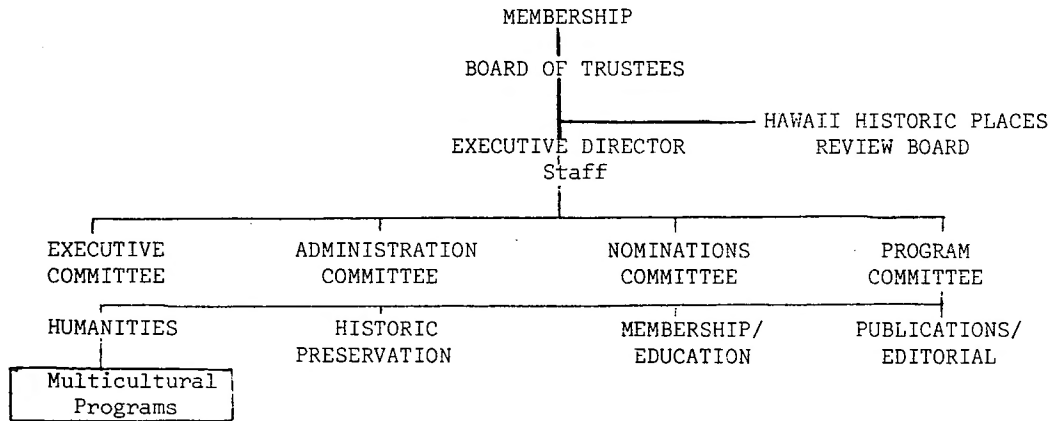 MEMBERSHIP
BOARD OF TRUSTEES
HAWAII HISTORIC PLACES
REVIEW BOARD
EXECUTIVE DIRECTOR
Staff
EXECUTIVE
COMMITTEE
ADMINISTRATION
COMMITTEE
NOMINATIONS
COMMITTEE
PROGRAM
COMMITTEE
HUMANITIES
HISTORIC
PRESERVATION
MEMBERSHIP/
EDUCATION
PUBLICATIONS/
EDITORIAL
Multicultural
Programs